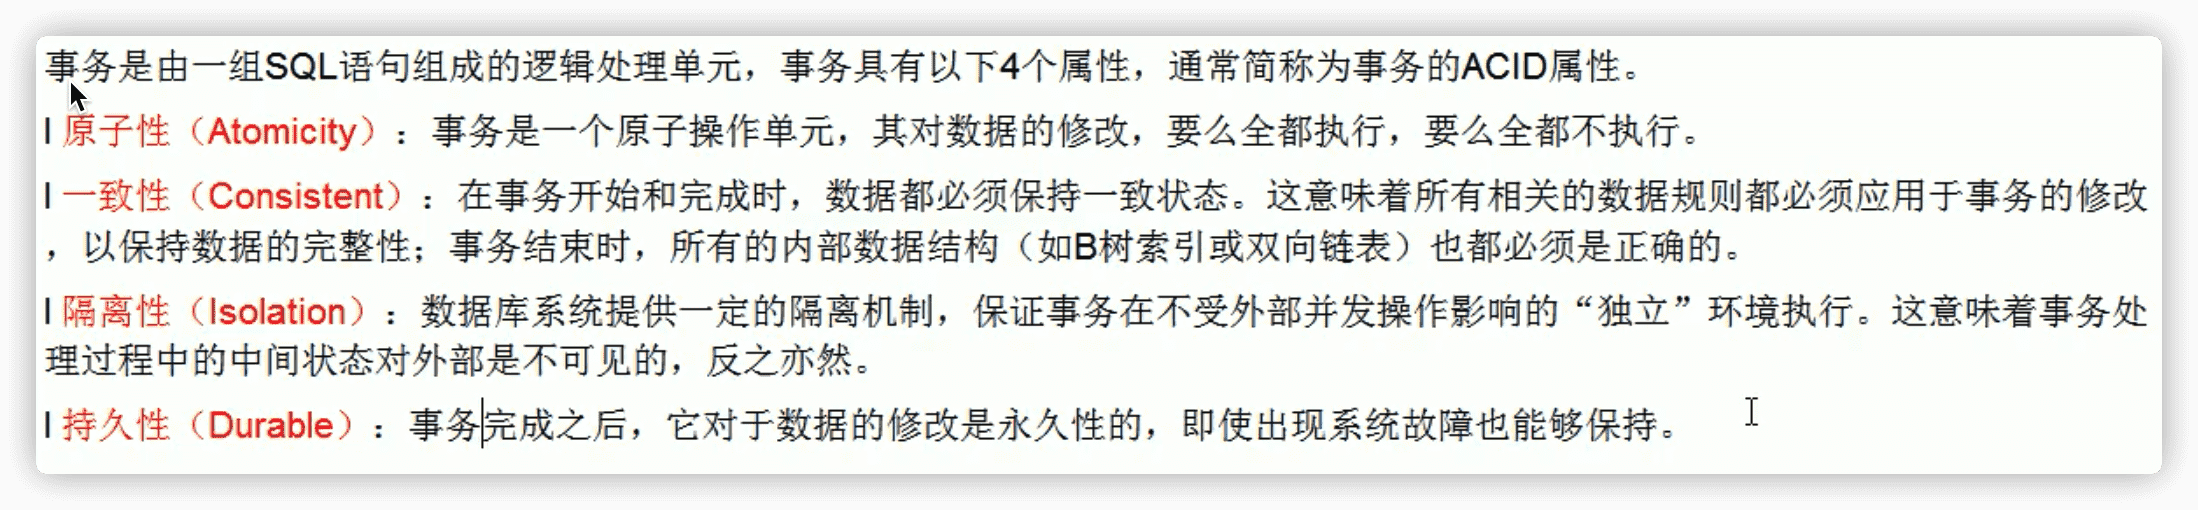 事务是由一组SQL语句组成的逻辑处理单元，事务具有以下4个属性，通常简称为事务的ACID属性。
l 原子性（Atomicity）：事务是一个原子操作单元，其对数据的修改，要么全都执行，要么全都不执行。
l 一致性（Consistent）：在事务开始和完成时，数据都必须保持一致状态。这意味着所有相关的数据规则都必须应用于事务的修改
，以保持数据的完整性；事务结束时，所有的内部数据结构（如B树索引或双向链表）也都必须是正确的。
l 隔离性（Isolation）：数据库系统提供一定的隔离机制，保证事务在不受外部并发操作影响的“独立”环境执行。这意味着事务处
理过程中的中间状态对外部是不可见的，反之亦然。
l 持久性（Durable）：事务完成之后，它对于数据的修改是永久性的，即使出现系统故障也能够保持。